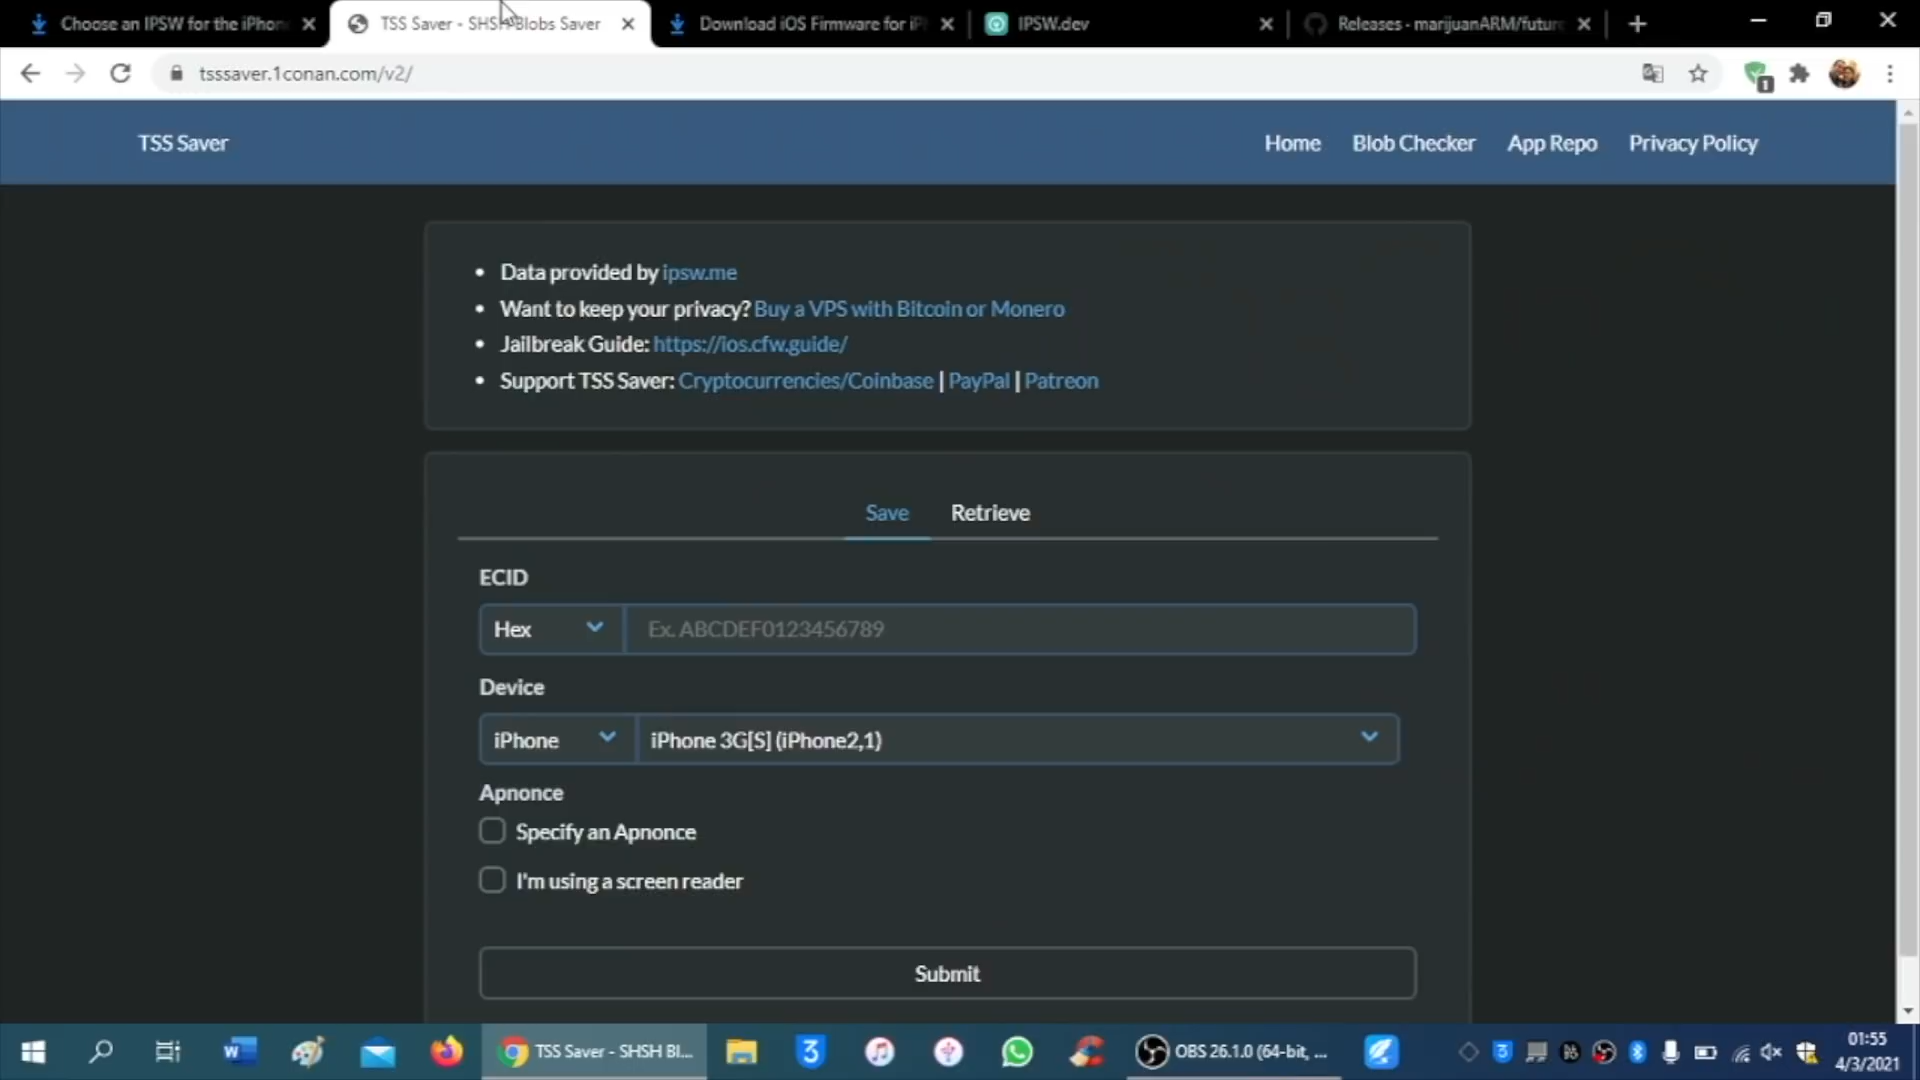 Choose an IPSW for the iPhon
TSS Saver - SHSH Blobs Saver
Download iOS Firmware for iP
IPSW.dev
Releases - marijuanARM/futur
tsssaver.1conan.com/v2/
1
TSS Saver
Home
Blob Checker
App Repo
Privacy Policy
Data provided by ipsw.me
Want to keep your privacy? Buy a VPS with Bitcoin or Monero
Jailbreak Guide: https://ios.cfw.guide/
Support TSS Saver: Cryptocurrencies/Coinbase | PayPal | Patreon
Save
Retrieve
ECID
Hex
Ex. ABCDEF0123456789
Device
iPhone
iPhone 3G[S] (iPhone2,1)
Apnonce
Specify an Apnonce
I'm using a screen reader
Submit
TSS Saver - SHSH Bl...
OBS 26.1.0 (64-bit, ...
01:55
4/3/2021